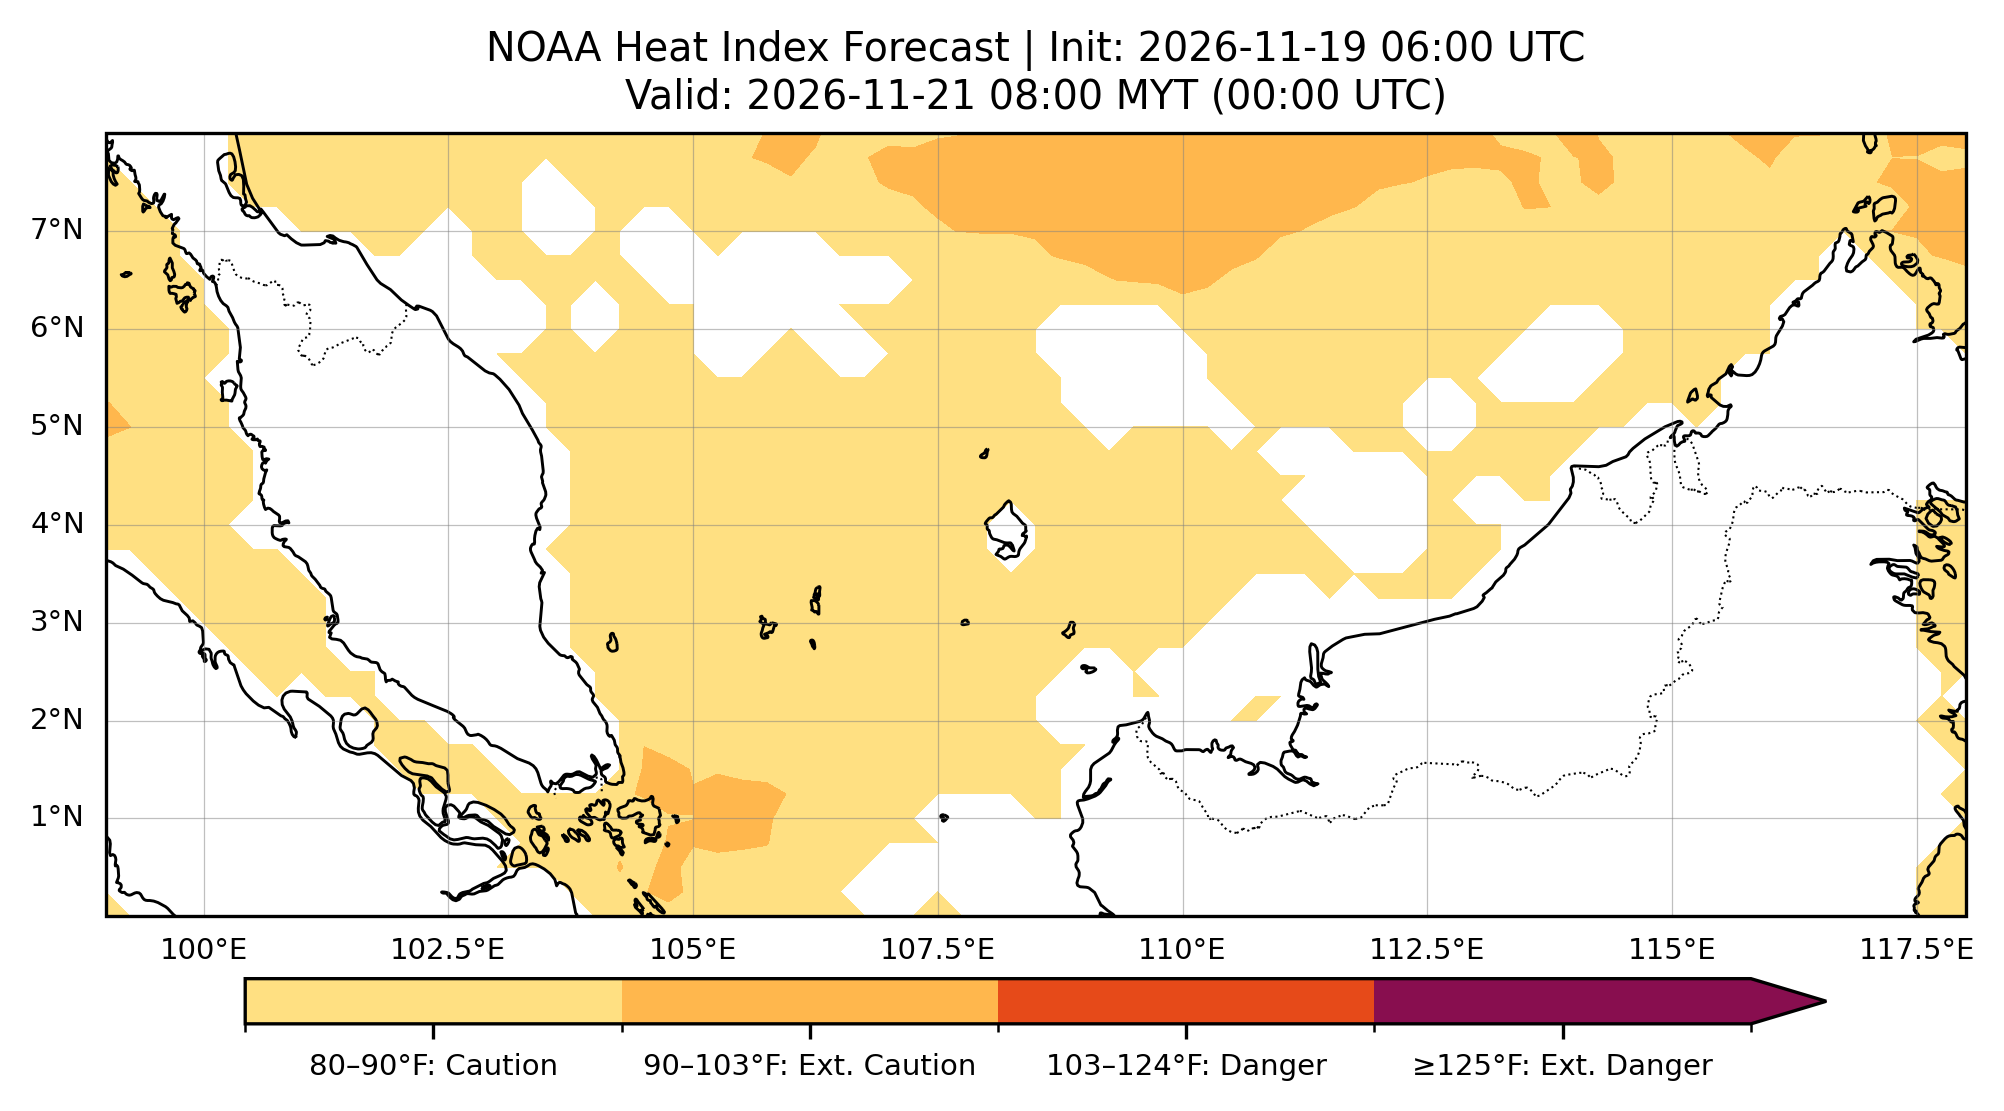 NOAA Heat Index Forecast | Init: 2026-11-19 06:00 UTC
Valid: 2026-11-21 08:00 MYT (00:00 UTC)
7°N
6°N
5°N
4°N
3°N
2°N
1°N
100°E 102.5°E 105°E 107.5°E 110°E 112.5°E 115°E 117.5°E
80–90°F: Caution 90–103°F: Ext. Caution 103–124°F: Danger ≥125°F: Ext. Danger